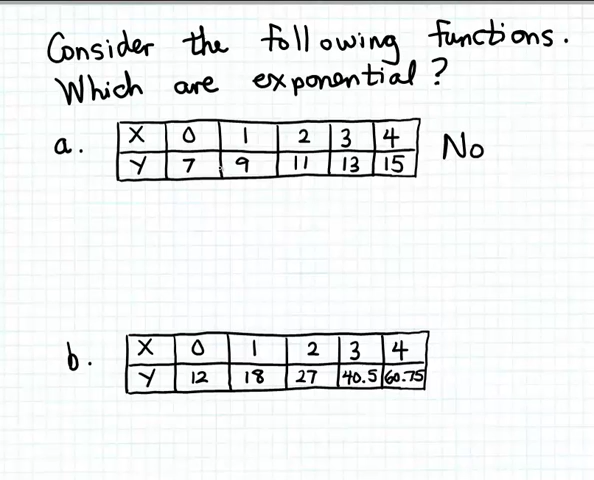 Consider the following functions.
Which are exponential?
a. X 0 1 2 3 4 No
Y 7 9 11 13 15
b. X 0 1 2 3 4
Y 12 18 27 40.5 60.75